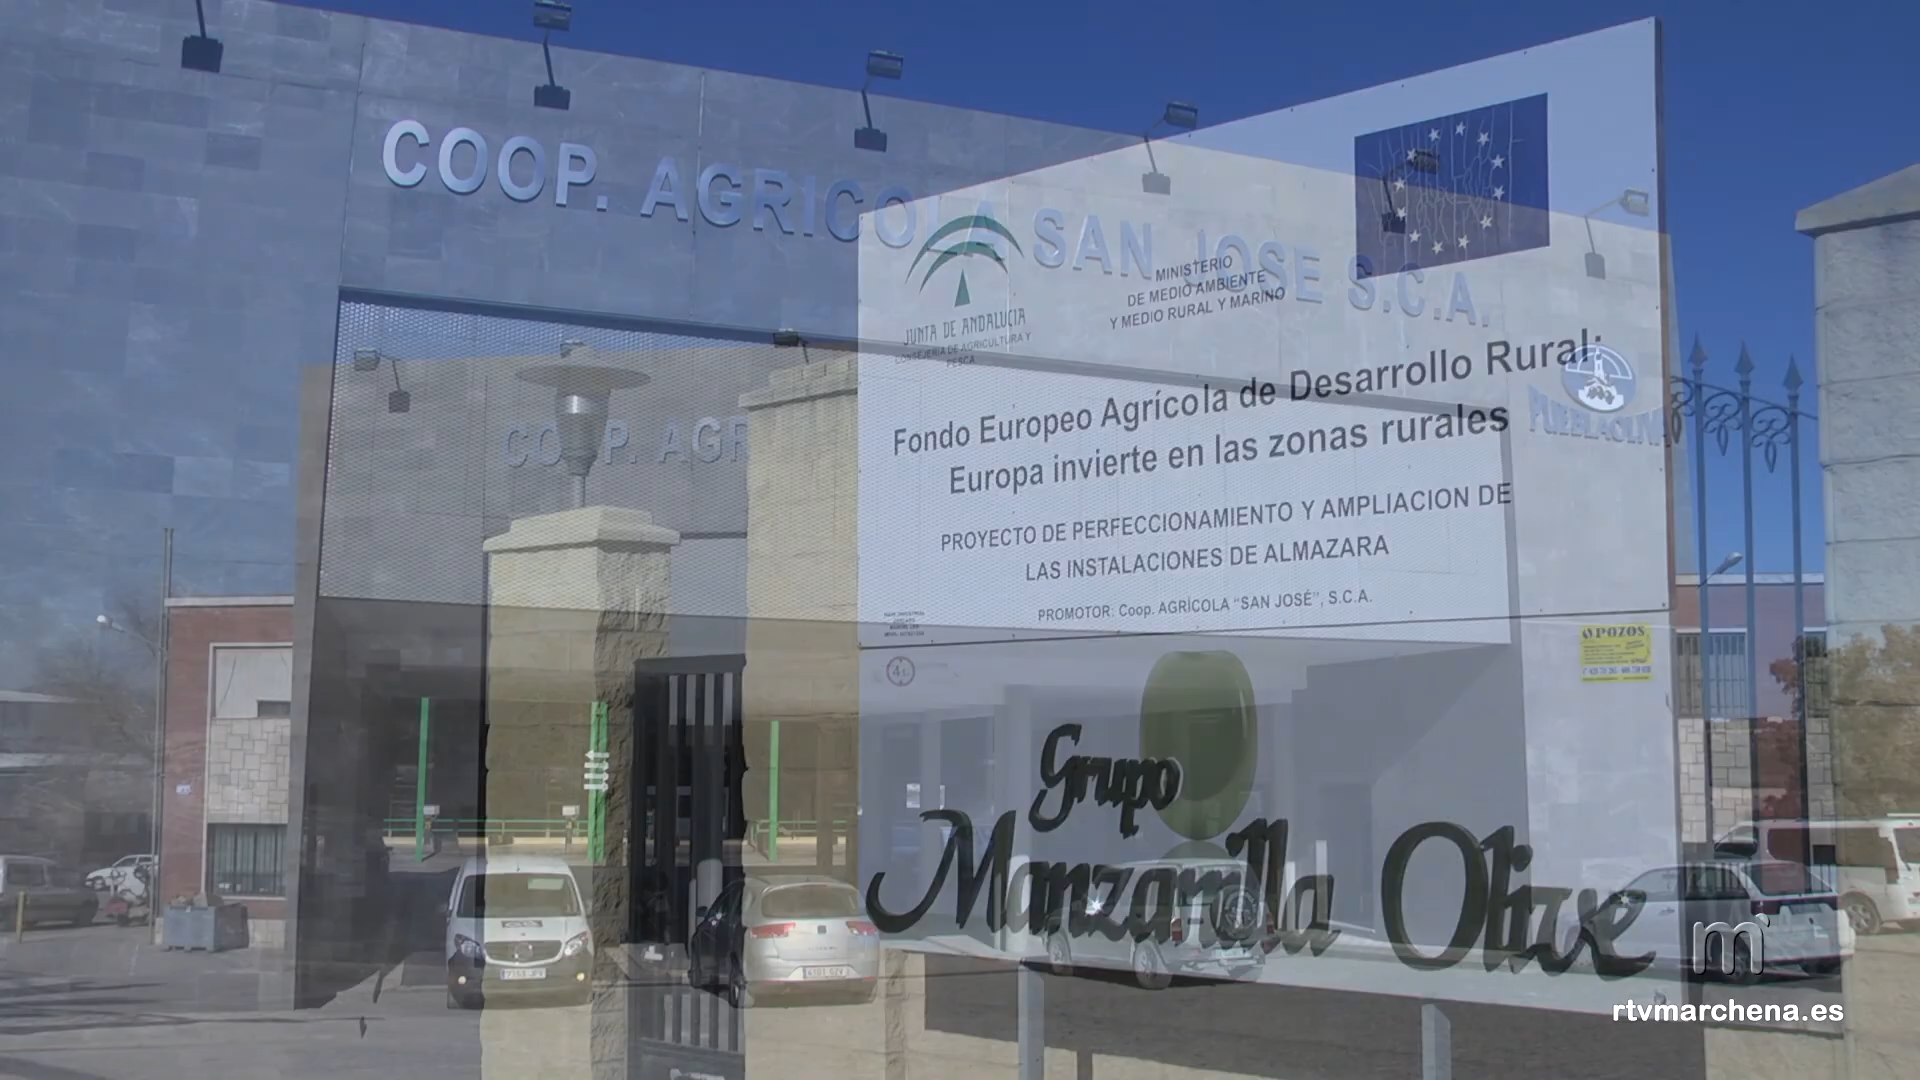 COOP. AGRICOLA SAN JOSE S.C.A.
MINISTERIO
DE MEDIO AMBIENTE
Y MEDIO RURAL Y MARINO
JUNTA DE ANDALUCIA
CONSEJERIA DE AGRICULTURA Y
PESCA
Fondo Europeo Agrícola de Desarrollo Rural:
Europa invierte en las zonas rurales
PUEBLAOLIVA
COOP. AGR
PROYECTO DE PERFECCIONAMIENTO Y AMPLIACION DE
LAS INSTALACIONES DE ALMAZARA
PROMOTOR: Coop. AGRÍCOLA "SAN JOSÉ", S.C.A.
POZOS
Grupo
Manzanilla Olive
m
rtvmarchena.es